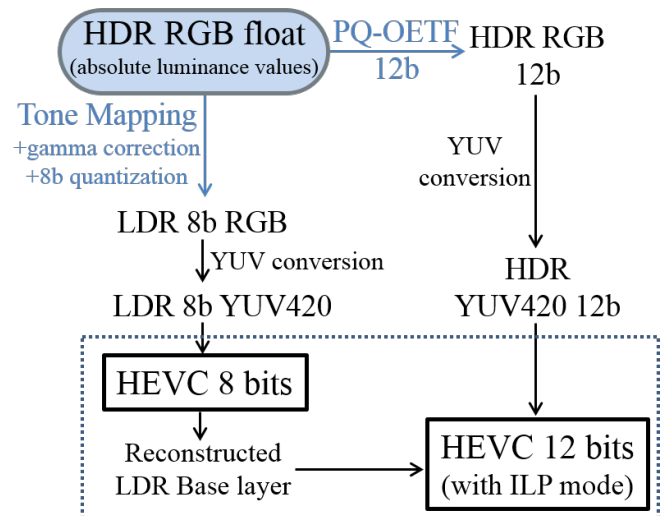 HDR RGB float
(absolute luminance values)
PQ-OETF
12b
HDR RGB
12b
Tone Mapping
+gamma correction
+8b quantization
YUV
conversion
LDR 8b RGB
YUV conversion
HDR
YUV420 12b
LDR 8b YUV420
HEVC 8 bits
Reconstructed
LDR Base layer
HEVC 12 bits
(with ILP mode)